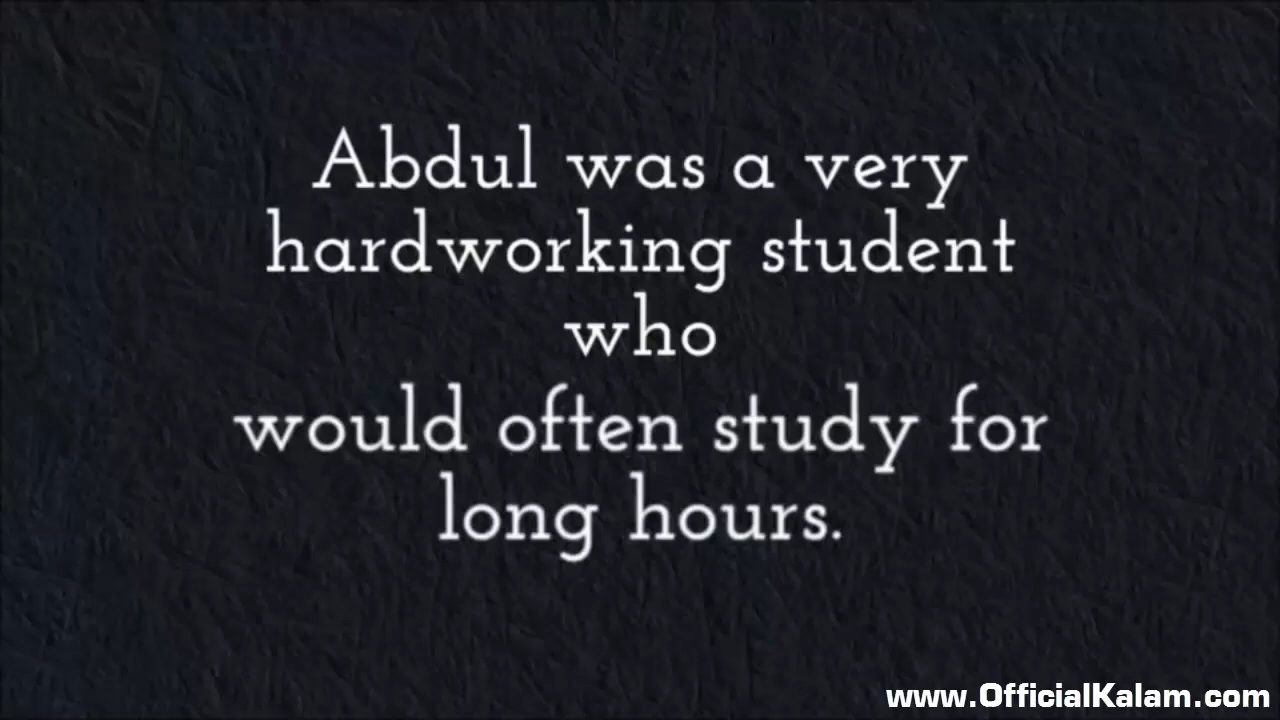 Abdul was a very
hardworking student
who
would often study for
long hours.
www.OfficialKalam.com